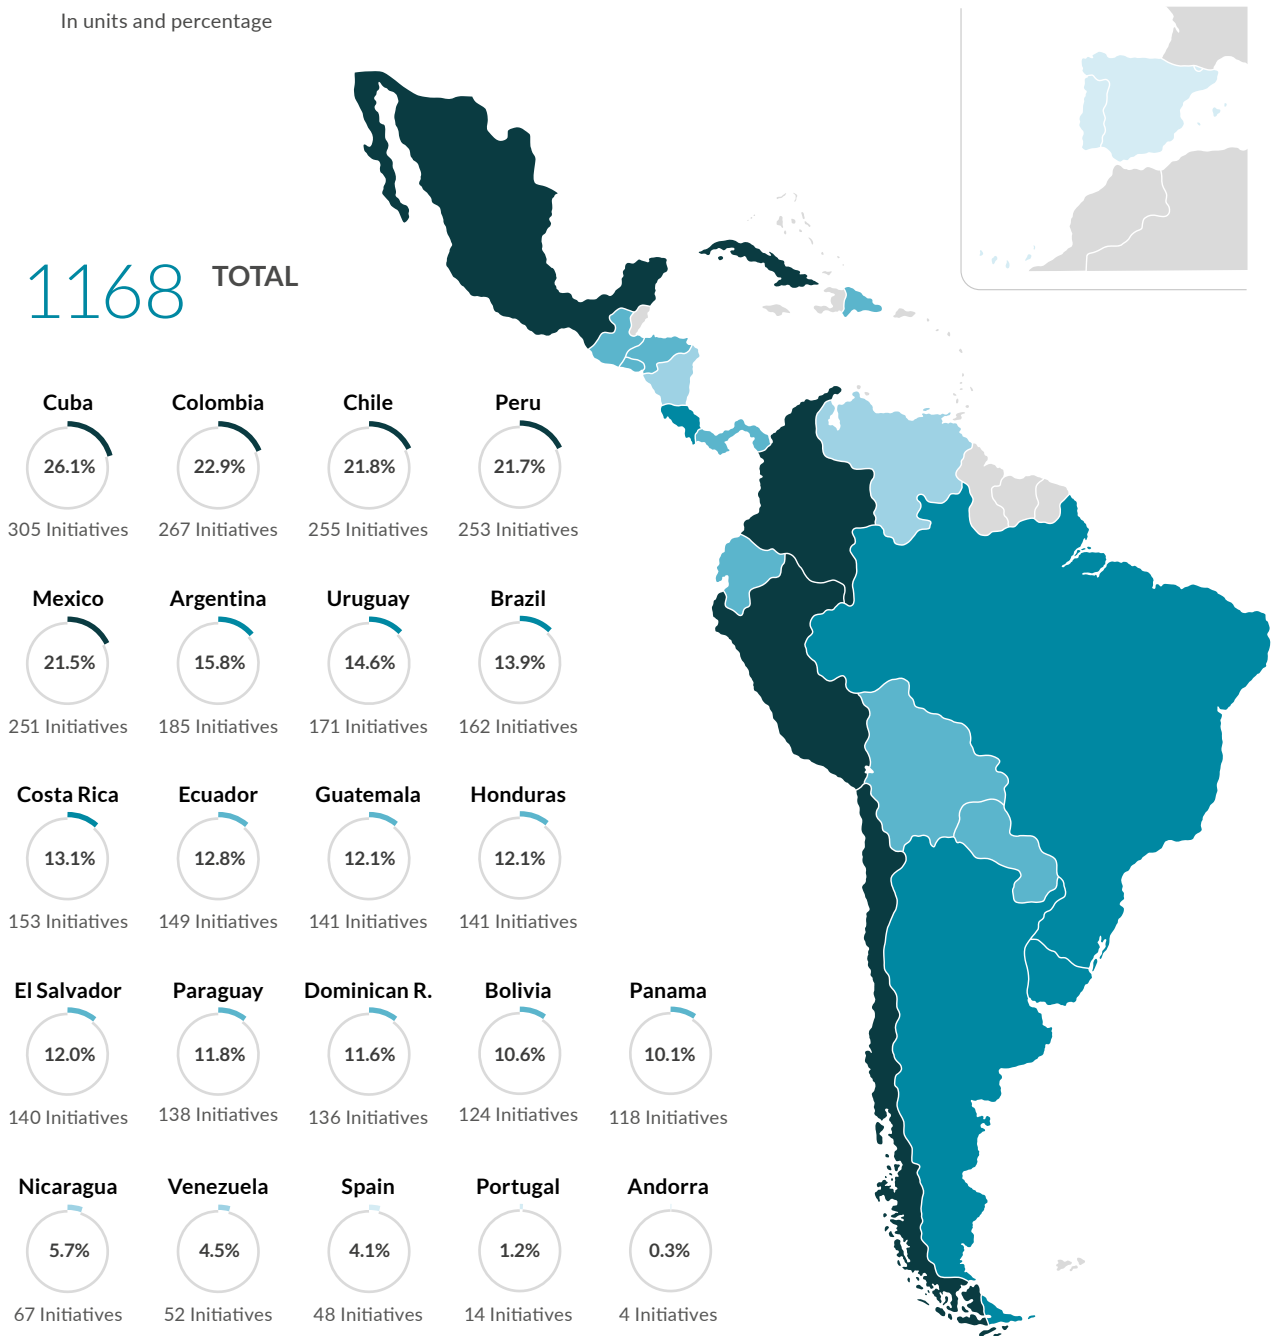 In units and percentage
1168 TOTAL
Cuba Colombia Chile Peru
26.1% 22.9% 21.8% 21.7%
305 Initiatives 267 Initiatives 255 Initiatives 253 Initiatives
Mexico Argentina Uruguay Brazil
21.5% 15.8% 14.6% 13.9%
251 Initiatives 185 Initiatives 171 Initiatives 162 Initiatives
Costa Rica Ecuador Guatemala Honduras
13.1% 12.8% 12.1% 12.1%
153 Initiatives 149 Initiatives 141 Initiatives 141 Initiatives
El Salvador Paraguay Dominican R. Bolivia Panama
12.0% 11.8% 11.6% 10.6% 10.1%
140 Initiatives 138 Initiatives 136 Initiatives 124 Initiatives 118 Initiatives
Nicaragua Venezuela Spain Portugal Andorra
5.7% 4.5% 4.1% 1.2% 0.3%
67 Initiatives 52 Initiatives 48 Initiatives 14 Initiatives 4 Initiatives